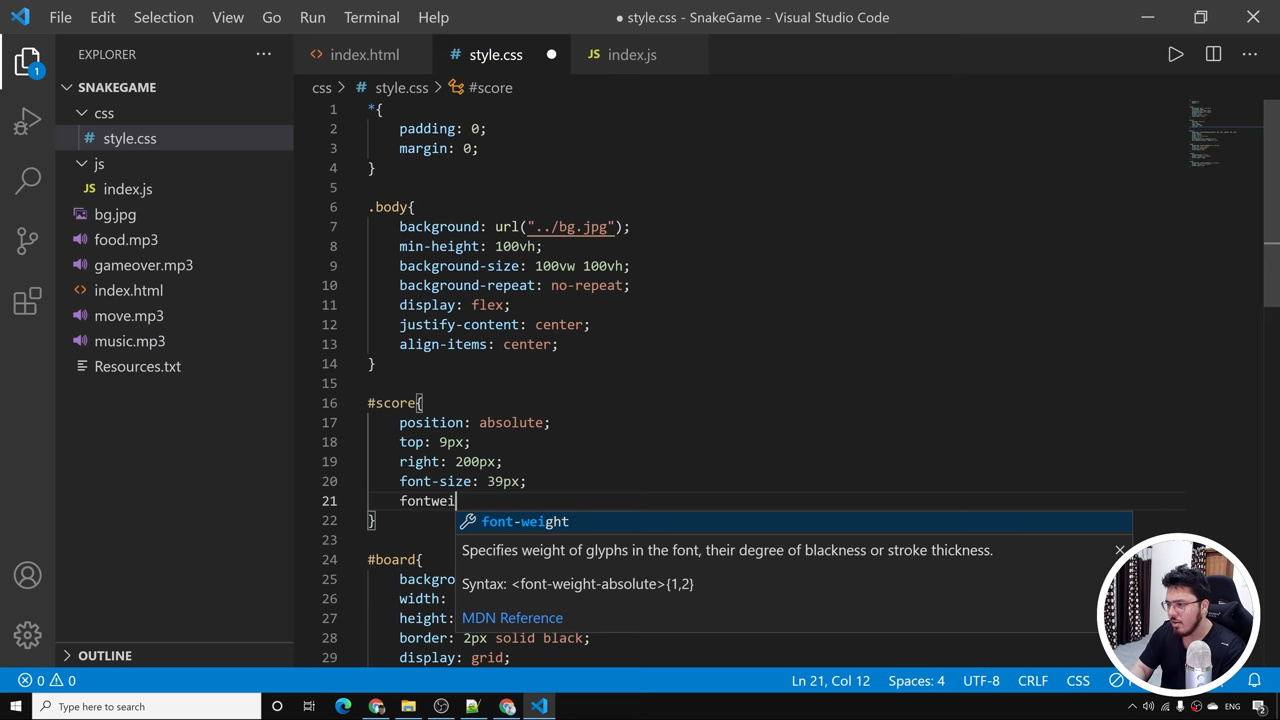 File Edit Selection View Go Run Terminal Help
● style.css - SnakeGame - Visual Studio Code
EXPLORER
index.html
# style.css
JS index.js
1
SNAKEGAME
css
# style.css
js
JS index.js
bg.jpg
food.mp3
gameover.mp3
index.html
move.mp3
music.mp3
Resources.txt
OUTLINE
css > # style.css > #score
1 *{
2 padding: 0;
3 margin: 0;
4 }
5
6 .body{
7 background: url("../bg.jpg");
8 min-height: 100vh;
9 background-size: 100vw 100vh;
10 background-repeat: no-repeat;
11 display: flex;
12 justify-content: center;
13 align-items: center;
14 }
15
16 #score{
17 position: absolute;
18 top: 9px;
19 right: 200px;
20 font-size: 39px;
21 fontwei
22 }
23
24 #board{
25 backgro
26 width:
27 height:
28 border: 2px solid black;
29 display: grid;
font-weight
Specifies weight of glyphs in the font, their degree of blackness or stroke thickness.
Syntax: <font-weight-absolute>{1,2}
MDN Reference
0 0
Ln 21, Col 12 Spaces: 4 UTF-8 CRLF CSS
Type here to search
ENG